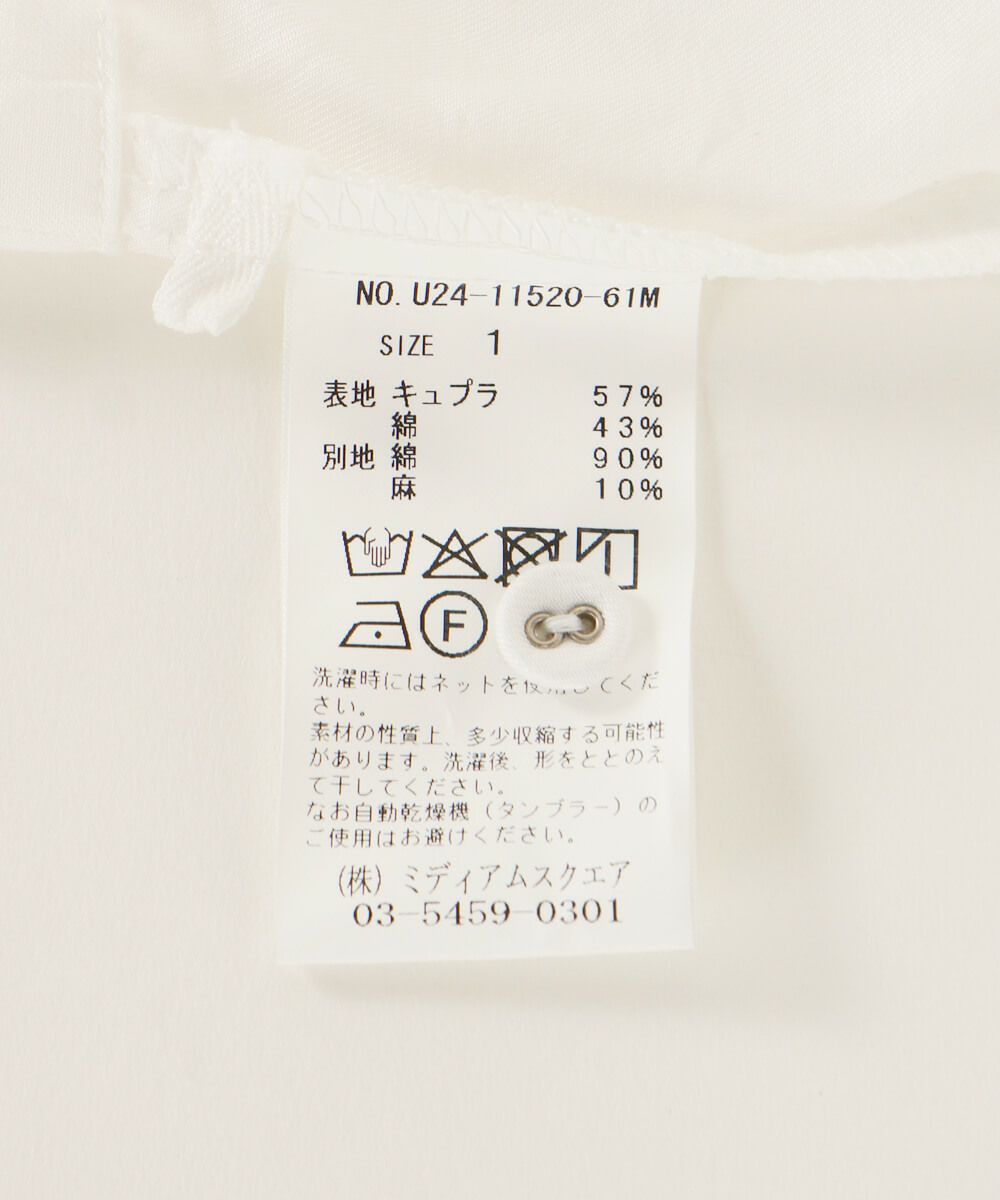 NO. U24-11520-61M
SIZE 1
表地 キュプラ 57%
綿 43%
別地 綿 90%
麻 10%
F
洗濯時にはネットを使用してくだ
さい。
素材の性質上、多少収縮する可能性
があります。洗濯後、形をととのえ
て干してください。
なお自動乾燥機（タンブラー）の
ご使用はお避けください。
(株) ミディアムスクエア
03-5459-0301